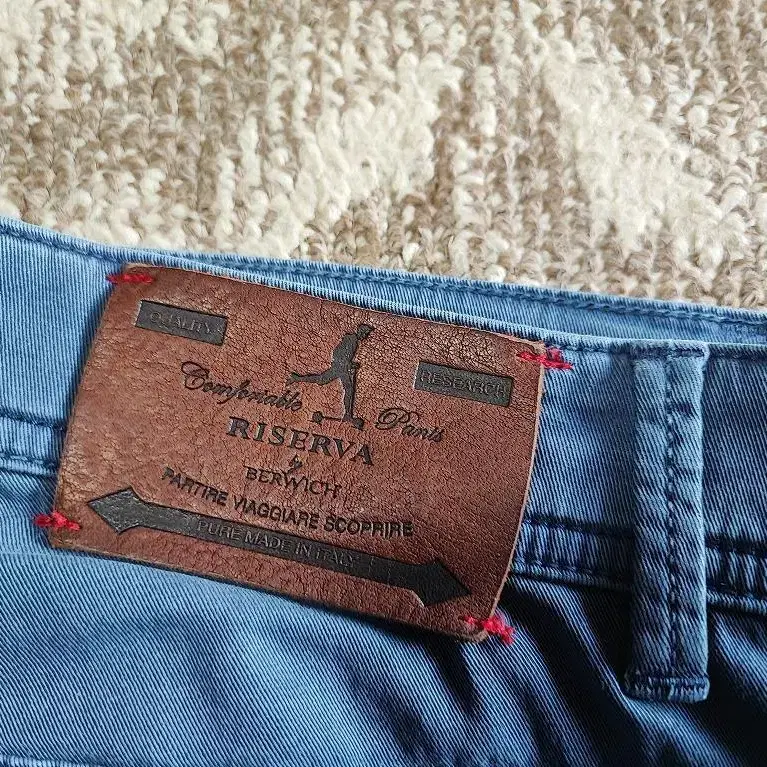 QUALITY
RESEARCH
Comfortable Pants
RISERVA
by
BERWICH
PARTIRE VIAGGIARE SCOPRIRE
PURE MADE IN ITALY